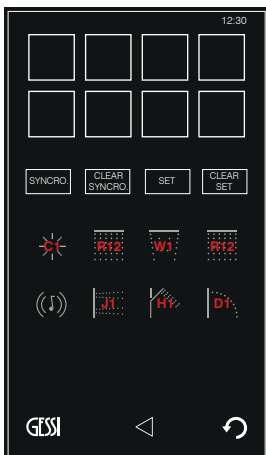 12:30
SYNCRO. CLEAR SYNCRO. SET CLEAR SET
C1 R12 W1 R12
J1 H1 D1
GESSI